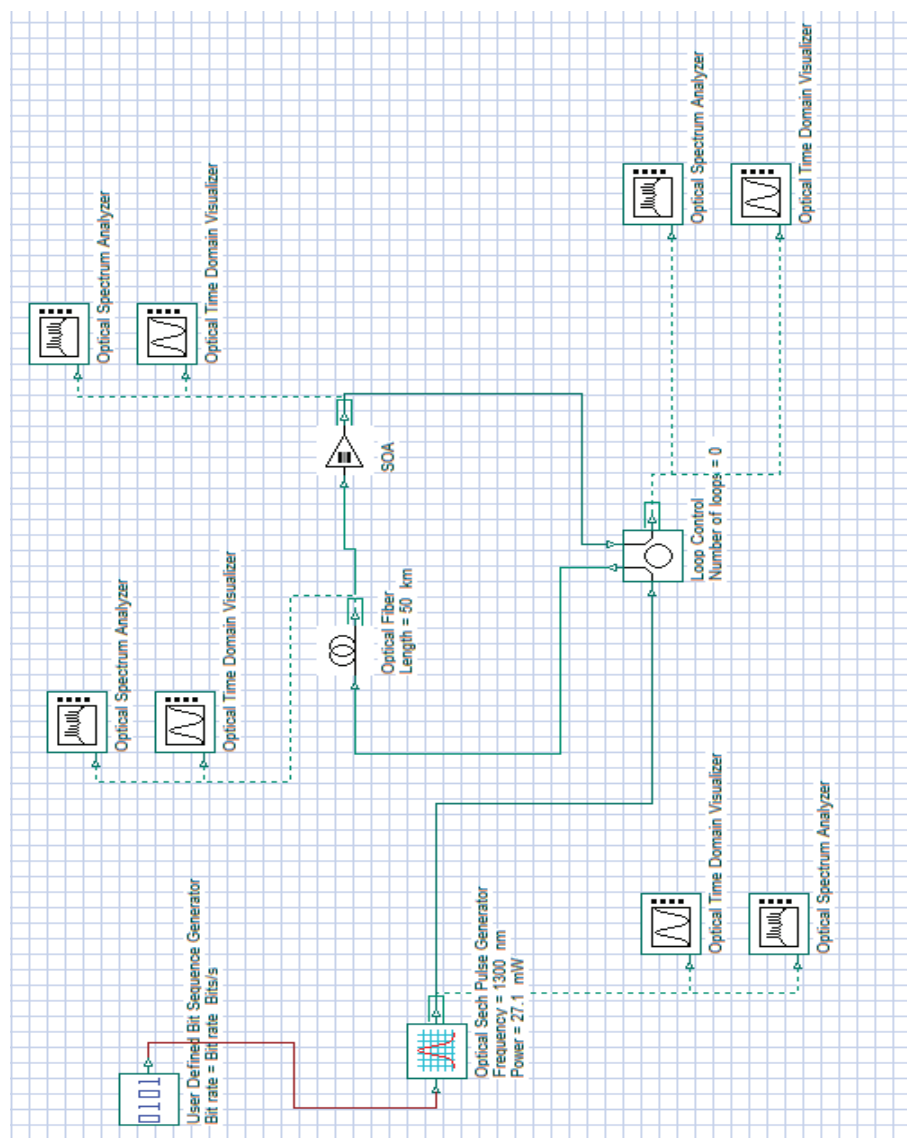 User Defined Bit Sequence Generator
Bit rate = Bit rate Bits/s
0101
Optical Sech Pulse Generator
Frequency = 1300 nm
Power = 27.1 mW
Optical Spectrum Analyzer
Optical Time Domain Visualizer
Optical Spectrum Analyzer
Optical Time Domain Visualizer
Optical Fiber
Length = 50 km
SOA
Optical Time Domain Visualizer
Optical Spectrum Analyzer
Loop Control
Number of loops = 0
Optical Spectrum Analyzer
Optical Time Domain Visualizer